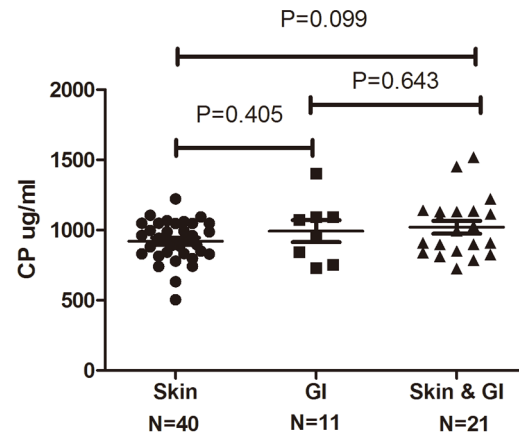 P=0.099
P=0.643
P=0.405
CP ug/ml
2000
1500
1000
500
0
Skin GI Skin & GI
N=40 N=11 N=21